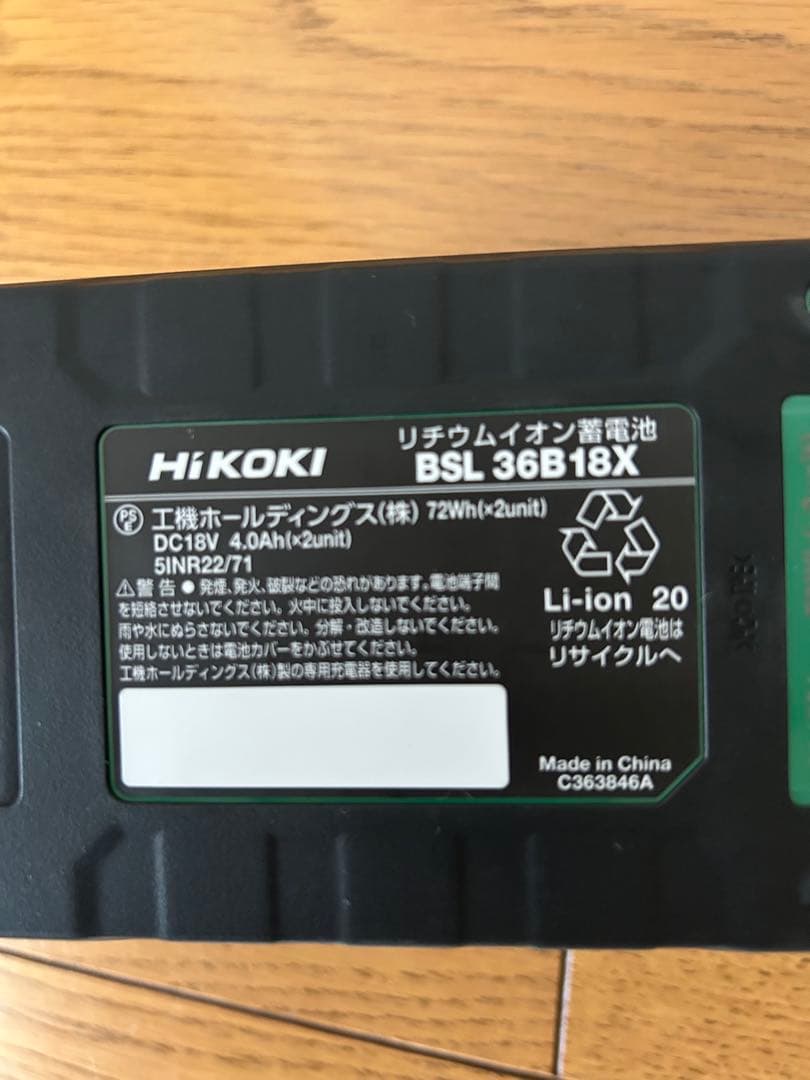 HiKOKI
リチウムイオン蓄電池
BSL 36B18X
PS
E
工機ホールディングス(株) 72Wh(×2unit)
DC18V 4.0Ah(×2unit)
5INR22/71
⚠警告 ● 発煙、発火、破裂などの恐れがあります。電池端子間
を短絡させないでください。火中に投入しないでください。
雨や水にぬらさないでください。分解・改造しないでください。
使用しないときは電池カバーをかぶせてください。
工機ホールディングス(株)製の専用充電器を使用してください。
Li-ion 20
リチウムイオン電池は
リサイクルへ
Made in China
C363846A